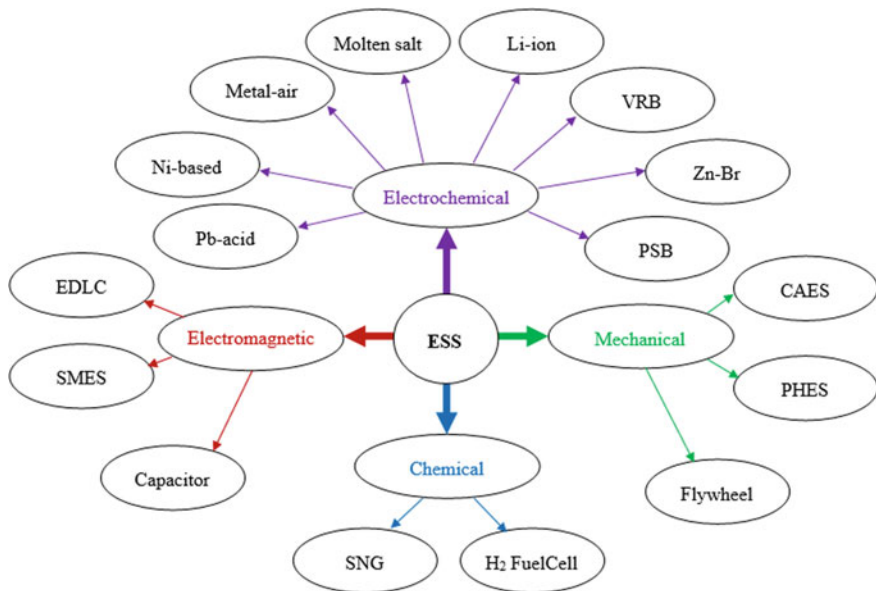 Molten salt
Li-ion
Metal-air
VRB
Ni-based
Zn-Br
Electrochemical
Pb-acid
PSB
EDLC
CAES
Electromagnetic
ESS
Mechanical
SMES
PHES
Chemical
Capacitor
Flywheel
SNG
H₂ FuelCell